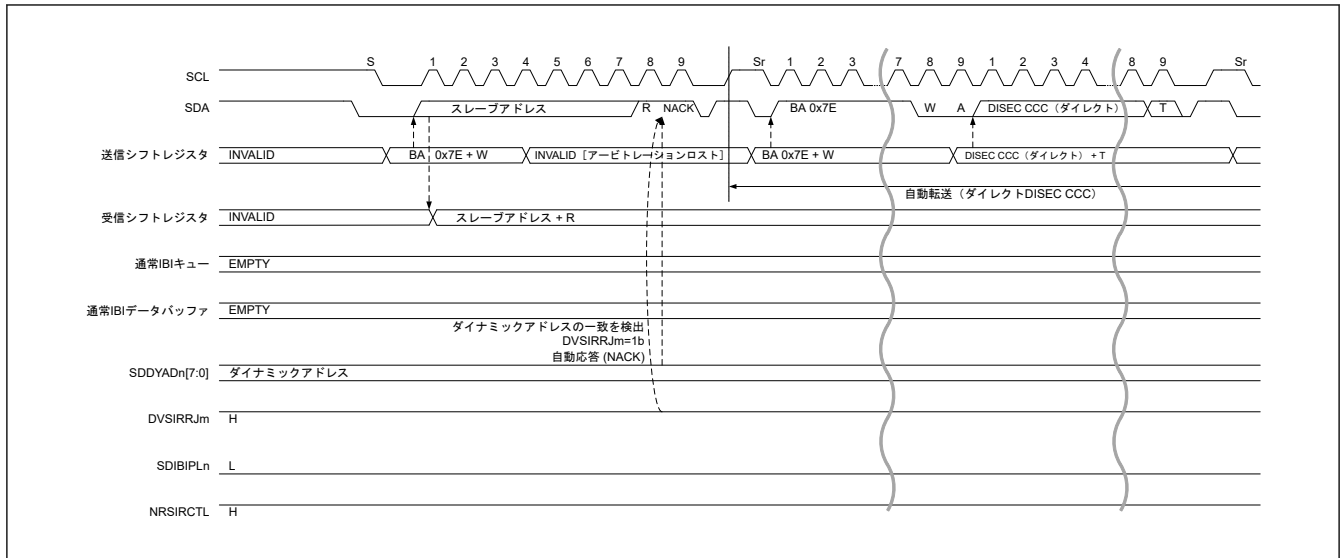 S 1 2 3 4 5 6 7 8 9 Sr 1 2 3 7 8 9 1 2 3 4 8 9 Sr
SCL
SDA スレーブアドレス R NACK BA 0x7E W A DISEC CCC（ダイレクト） T
送信シフトレジスタ INVALID BA 0x7E + W INVALID［アービトレーションロスト］ BA 0x7E + W DISEC CCC（ダイレクト）+ T
自動転送（ダイレクトDISEC CCC）
受信シフトレジスタ INVALID スレーブアドレス + R
通常IBIキュー EMPTY
通常IBIデータバッファ EMPTY
ダイナミックアドレスの一致を検出
DVSIRRJm=1b
自動応答 (NACK)
SDDYADn[7:0] ダイナミックアドレス
DVSIRRJm H
SDIBIPLn L
NRSIRCTL H